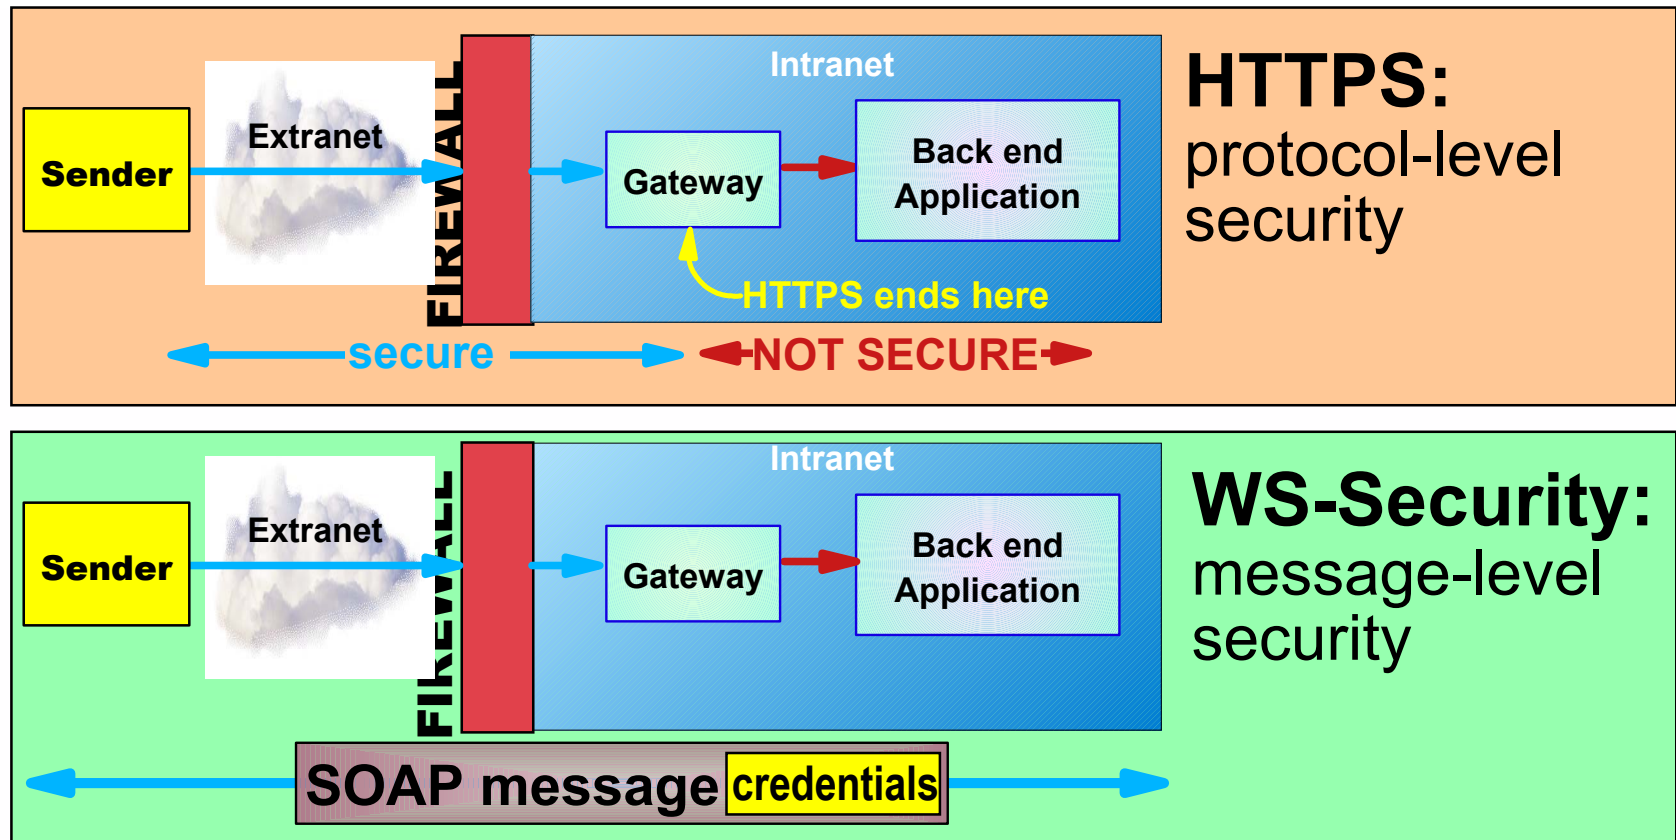 Intranet
HTTPS:
protocol-level
security
Sender
Extranet
FIREWALL
Gateway
Back end
Application
HTTPS ends here
secure
NOT SECURE
Intranet
WS-Security:
message-level
security
Sender
Extranet
FIREWALL
Gateway
Back end
Application
SOAP message credentials